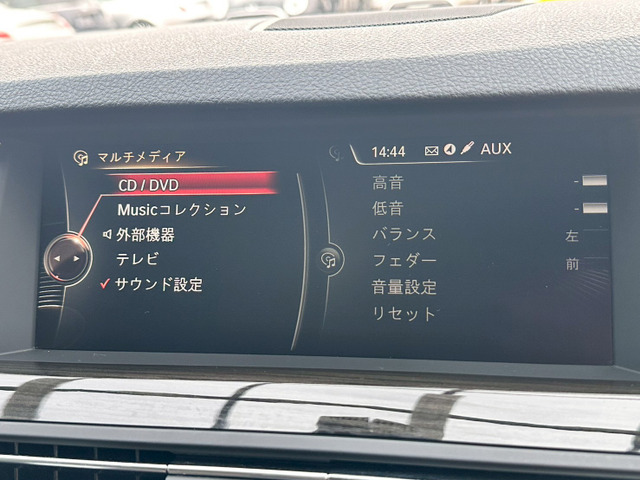 マルチメディア
CD / DVD
Musicコレクション
外部機器
テレビ
サウンド設定
14:44 AUX
高音 -
低音 -
バランス 左
フェダー 前
音量設定
リセット